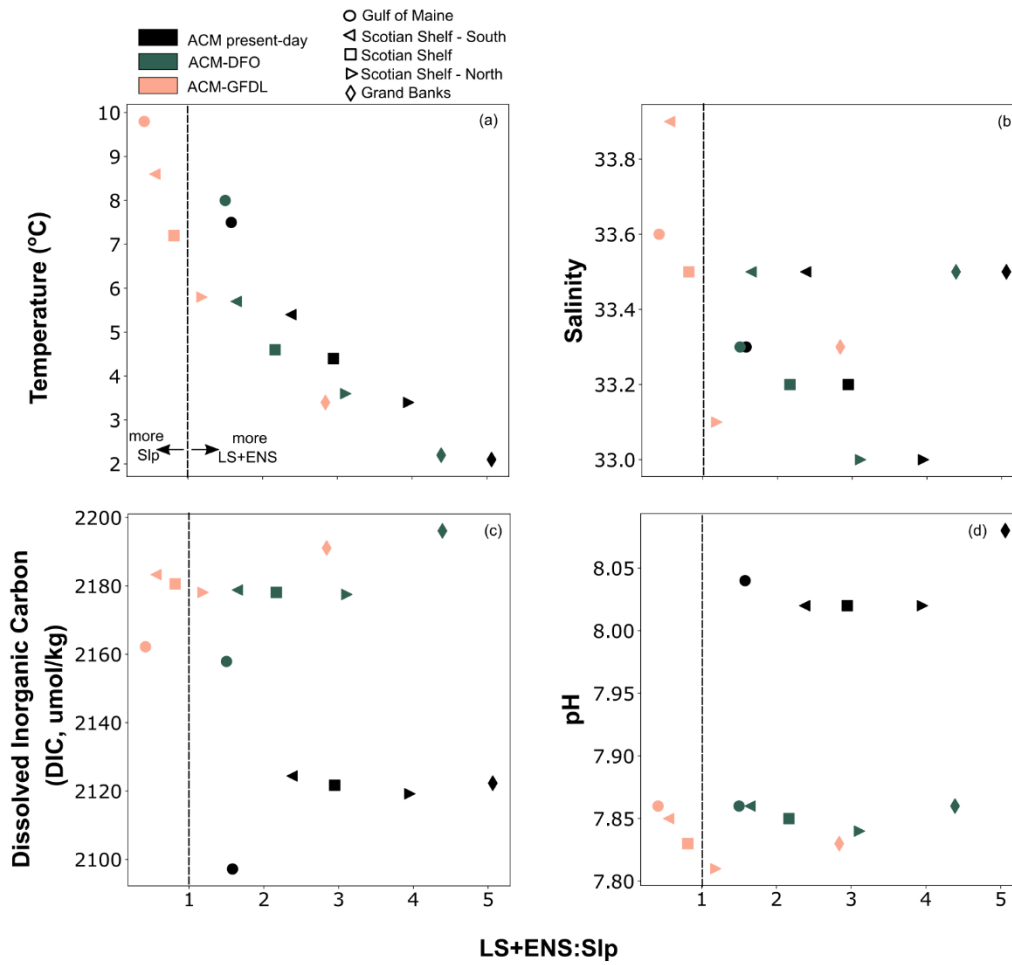 ACM present-day
ACM-DFO
ACM-GFDL
Gulf of Maine
Scotian Shelf - South
Scotian Shelf
Scotian Shelf - North
Grand Banks
(a)
Temperature (°C)
10
9
8
7
6
5
4
3
2
more
Slp
more
LS+ENS
(b
Salinity
33.8
33.6
33.4
33.2
33.0
(c)
Dissolved Inorganic Carbon
(DIC, umol/kg)
2200
2180
2160
2140
2120
2100
1 2 3 4 5
(d)
pH
8.05
8.00
7.95
7.90
7.85
7.80
1 2 3 4 5
LS+ENS:Slp